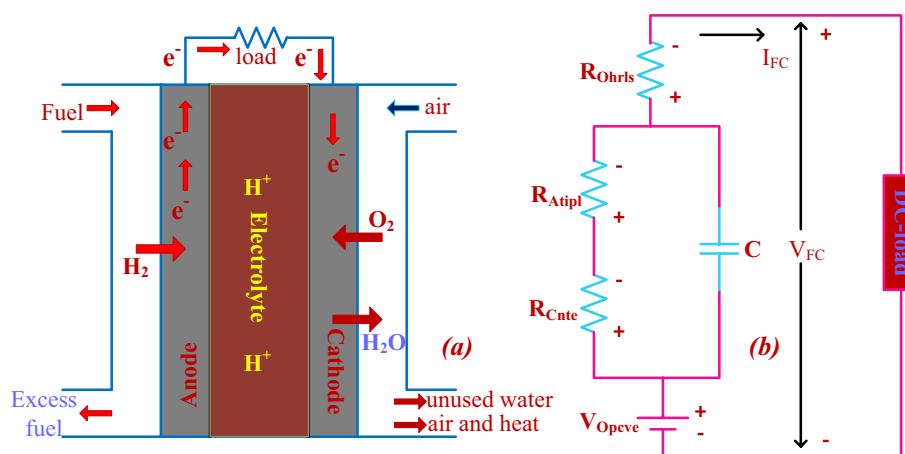 e⁻
load
e⁻
Fuel
air
e⁻
e⁻
e⁻
H⁺
Electrolyte
H⁺
O₂
H₂
H₂O
Anode
Cathode
(a)
Excess
fuel
unused water
air and heat
R_Ohrls
-
+
I_FC
+
R_Atipl
-
+
C
V_FC
DC-load
R_Cnte
-
+
(b)
V_Opcve
+
-
-